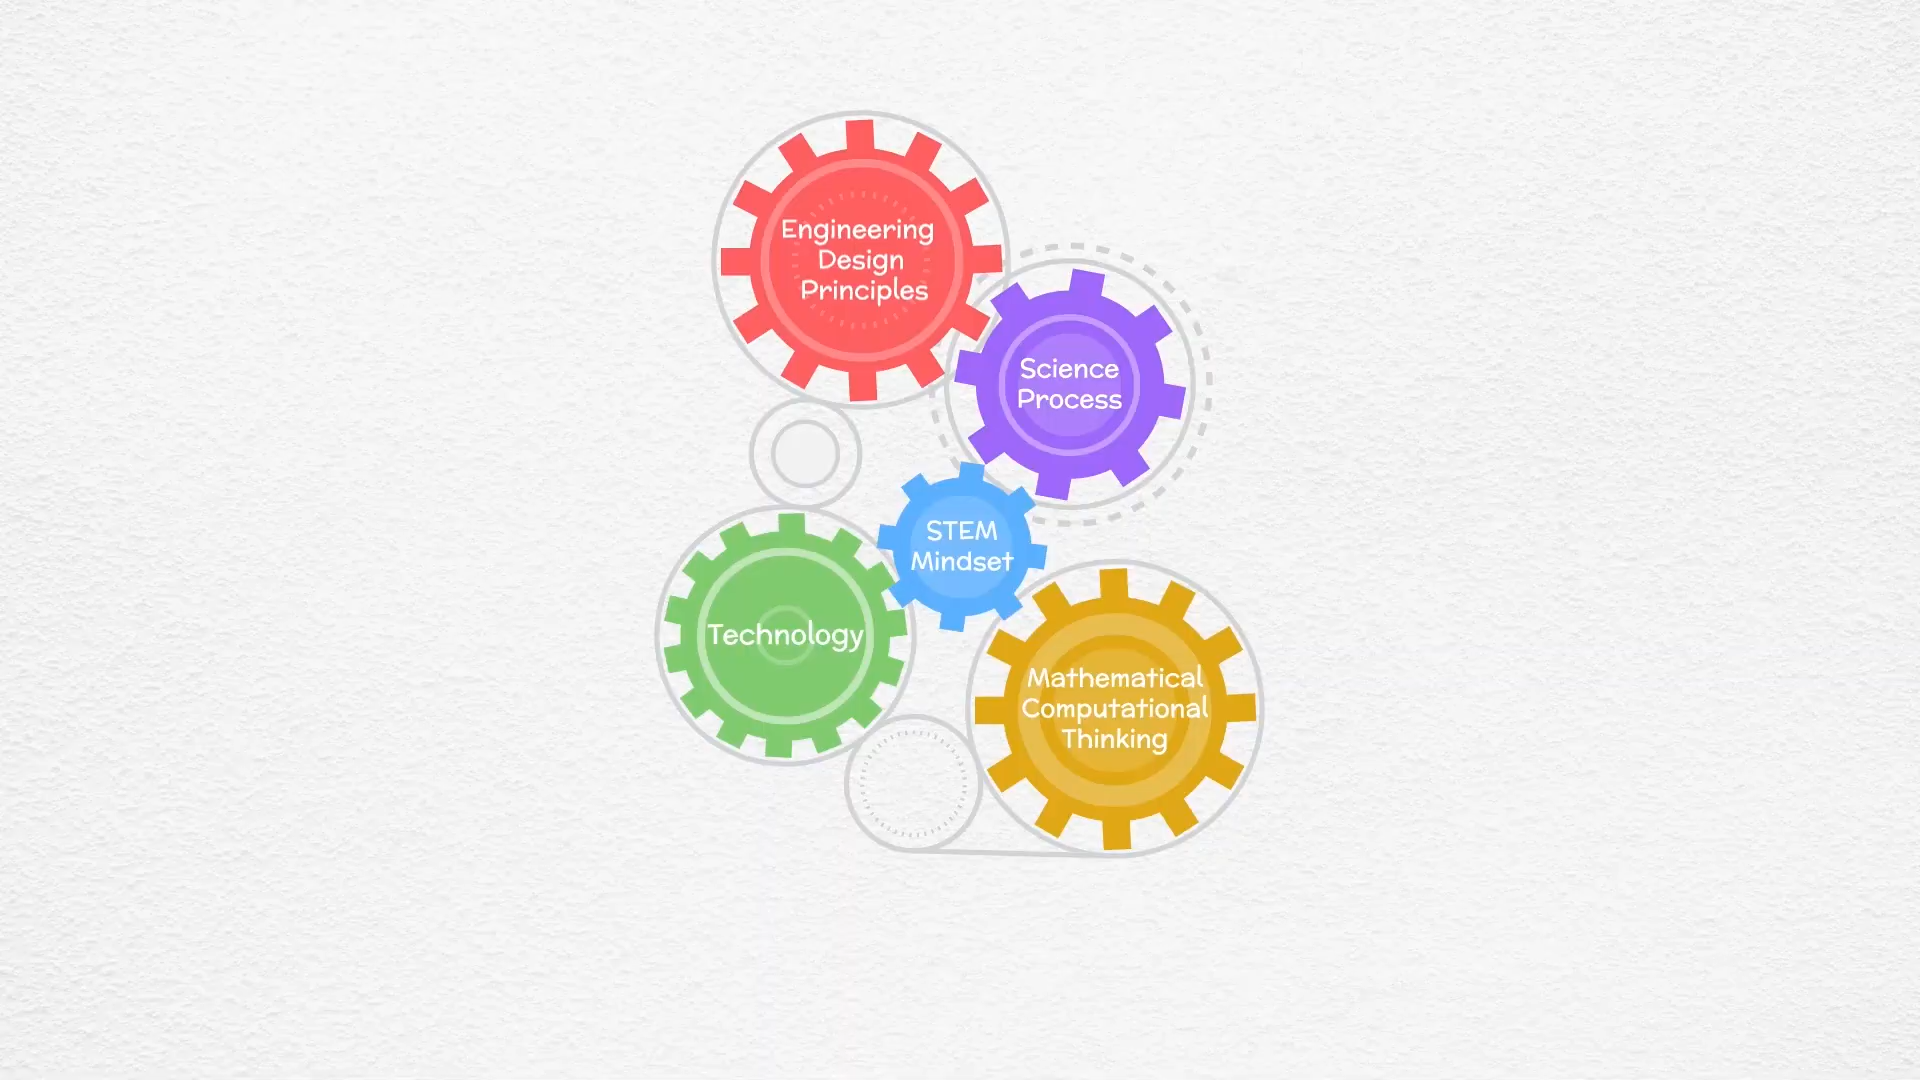 Engineering
Design
Principles
Science
Process
STEM
Mindset
Technology
Mathematical
Computational
Thinking